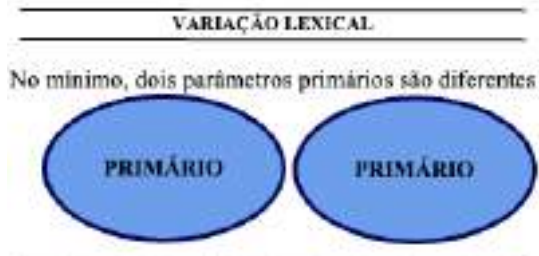 VARIAÇÃO LEXICAL
No mínimo, dois parâmetros primários são diferentes
PRIMÁRIO PRIMÁRIO